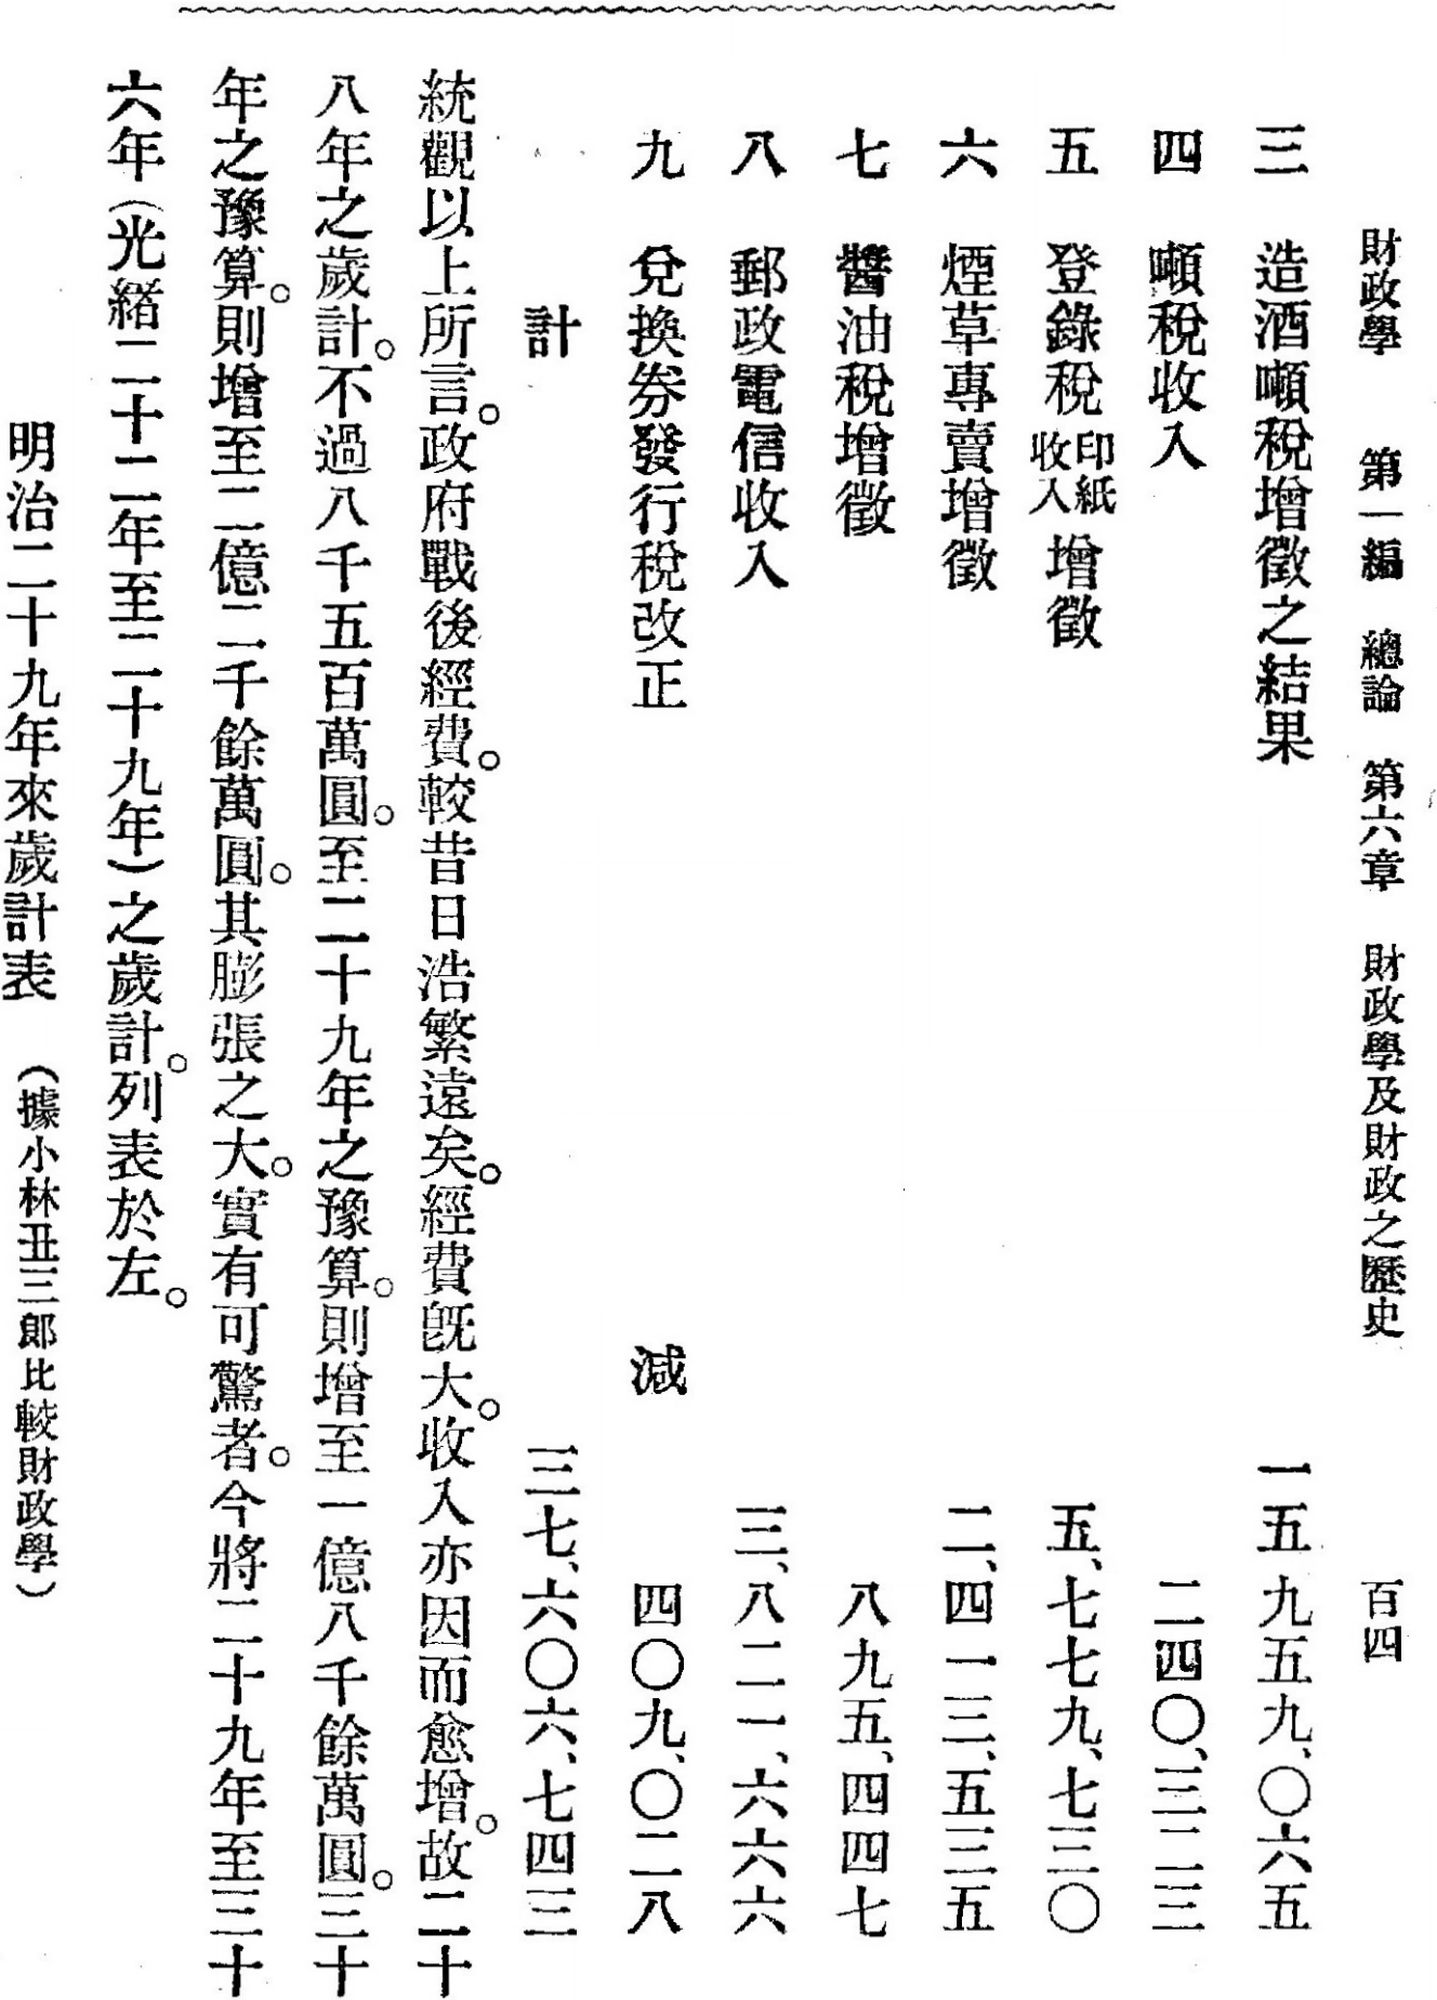 財政學　第一編　總論　第六章　財政學及財政之歷史　百四
三　造酒噸稅增徵之結果　一五九五九、〇六五
四　噸稅收入　二四〇、三二三
五　登錄稅印紙收入增徵　五、七七九、七三〇
六　煙草專賣增徵　二、四一三、五三五
七　醬油稅增徵　八九五、四四七
八　郵政電信收入　三、八二一、六六六
九　兌換券發行稅改正　減　四〇九、〇二八
計　三七、六〇六、七四三
統觀以上所言。政府戰後經費。較昔日浩繁遠矣。經費旣大。收入亦因而愈增。故二十
八年之歲計。不過八千五百萬圓。至二十九年之豫算。則增至一億八千餘萬圓。三十
年之豫算。則增至二億二千餘萬圓。其膨張之大。實有可驚者。今將二十九年至三十
六年（光緒二十二年至二十九年）之歲計。列表於左。
明治二十九年來歲計表　（據小林丑三郎比較財政學）